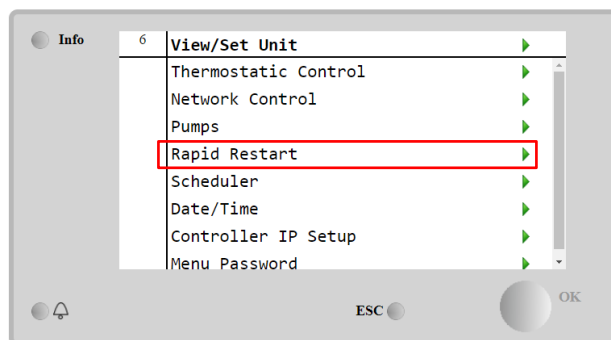 Info
6 View/Set Unit
Thermostatic Control
Network Control
Pumps
Rapid Restart
Scheduler
Date/Time
Controller IP Setup
Menu Password
ESC
OK